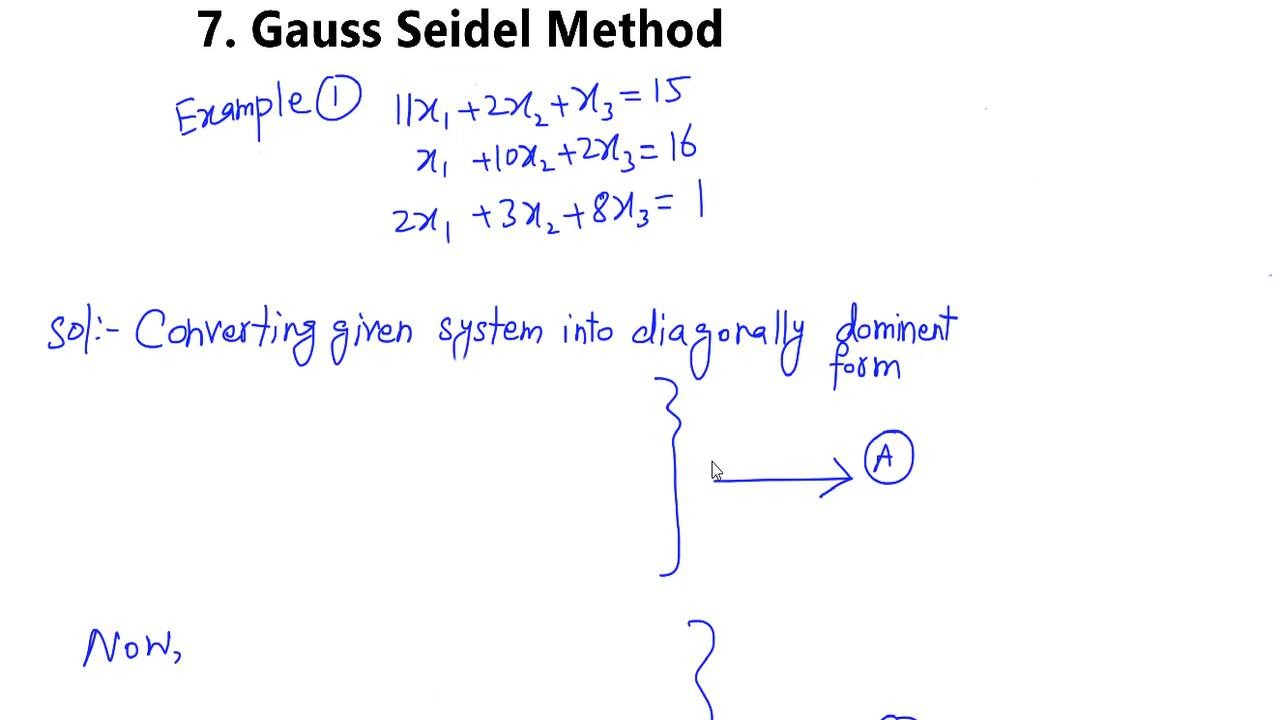 7. Gauss Seidel Method
Example ① 11x₁ + 2x₂ + x₃ = 15
x₁ + 10x₂ + 2x₃ = 16
2x₁ + 3x₂ + 8x₃ = 1
Sol:- Converting given system into diagonally dominent
form
Ⓐ
Now,